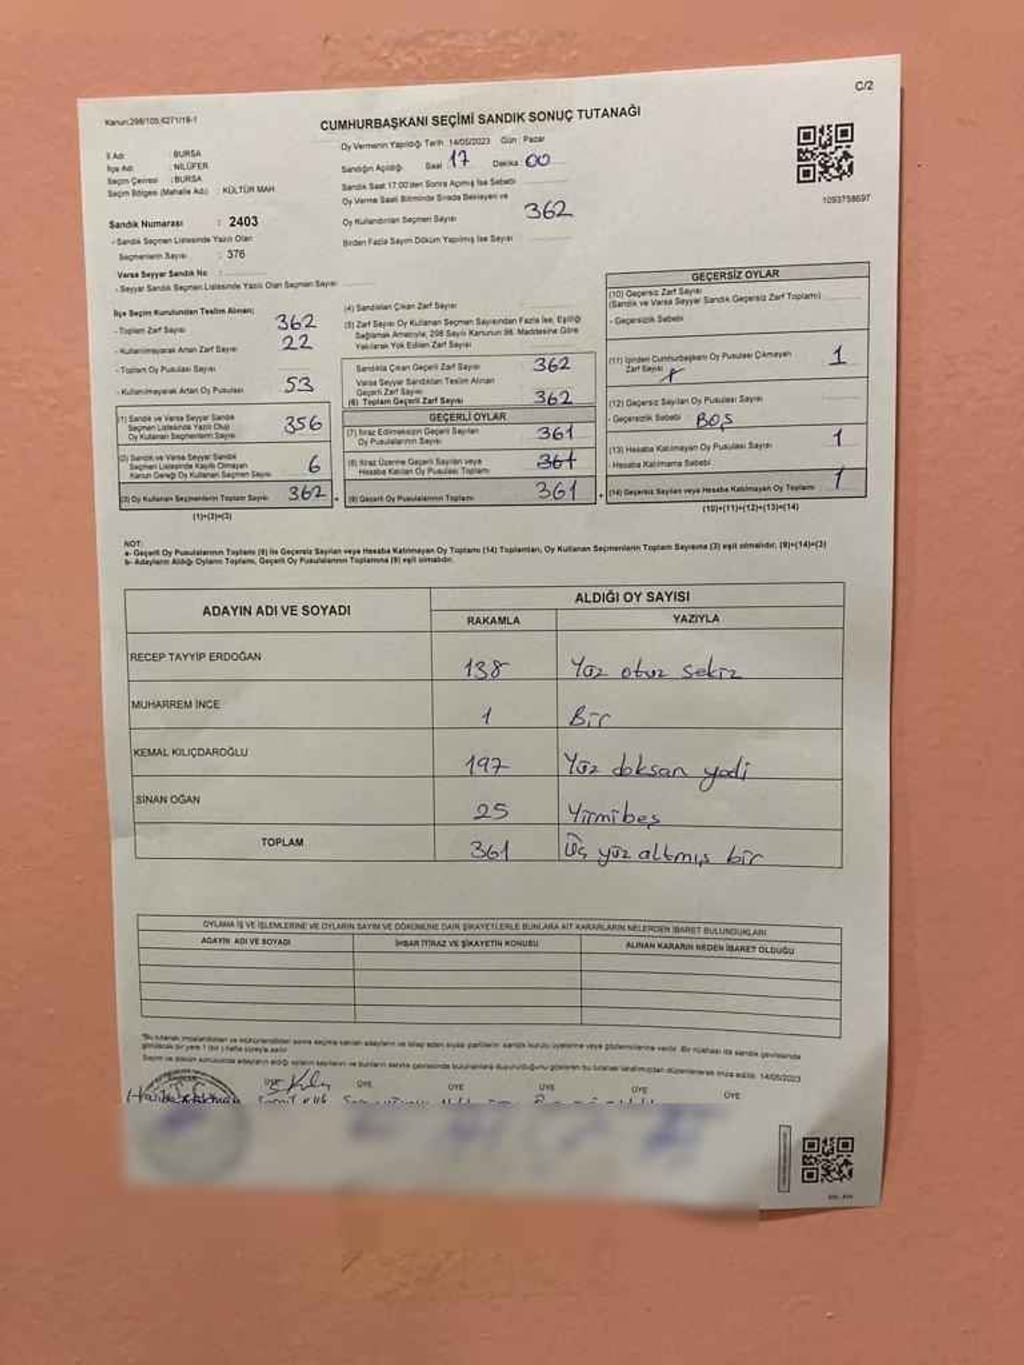 C/2
Kanun:298/105,6271/18-1
CUMHURBAŞKANI SEÇİMİ SANDIK SONUÇ TUTANAĞI
İl Adı : BURSA
İlçe Adı : NİLÜFER
Seçim Çevresi : BURSA
Seçim Bölgesi (Mahalle Adı) : KÜLTÜR MAH.
Oy Vermenin Yapıldığı Tarih :14/05/2023 Gün : Pazar
Sandığın Açıldığı Saat 17 Dakika 00
Sandık Saat 17:00'den Sonra Açılmış İse Sebebi
Oy Verme Saati Bitiminde Sırada Bekleyen ve
Oy Kullandırılan Seçmen Sayısı 362
Birden Fazla Sayım Döküm Yapılmış İse Sayısı
1093758697
Sandık Numarası : 2403
- Sandık Seçmen Listesinde Yazılı Olan
Seçmenlerin Sayısı : 376
Varsa Seyyar Sandık No :
- Seyyar Sandık Seçmen Listesinde Yazılı Olan Seçmen Sayısı
İlçe Seçim Kurulundan Teslim Alınan;
- Toplam Zarf Sayısı 362
- Kullanılmayarak Artan Zarf Sayısı 22
- Toplam Oy Pusulası Sayısı
- Kullanılmayarak Artan Oy Pusulası 53
(1) Sandık ve Varsa Seyyar Sandık
Seçmen Listesinde Yazılı Olup
Oy Kullanan Seçmenlerin Sayısı 356
(2) Sandık ve Varsa Seyyar Sandık
Seçmen Listesinde Kayıtlı Olmayan
Kanun Gereği Oy Kullanan Seçmen Sayısı 6
(3) Oy Kullanan Seçmenlerin Toplam Sayısı 362
(1)+(2)=(3)
(4) Sandıktan Çıkan Zarf Sayısı
(5) Zarf Sayısı Oy Kullanan Seçmen Sayısından Fazla İse, Eşitliği
Sağlamak Amacıyla, 298 Sayılı Kanunun 98. Maddesine Göre
Yakılarak Yok Edilen Zarf Sayısı
Sandıkta Çıkan Geçerli Zarf Sayısı 362
Varsa Seyyar Sandıktan Teslim Alınan
Geçerli Zarf Sayısı
(6) Toplam Geçerli Zarf Sayısı 362
GEÇERLİ OYLAR
(7) İtiraz Edilmeksizin Geçerli Sayılan
Oy Pusulalarının Sayısı 361
(8) İtiraz Üzerine Geçerli Sayılan veya
Hesaba Katılan Oy Pusulası Toplamı 361
(9) Geçerli Oy Pusulalarının Toplamı 361
GEÇERSİZ OYLAR
(10) Geçersiz Zarf Sayısı
(Sandık ve Varsa Seyyar Sandık Geçersiz Zarf Toplamı)
- Geçersizlik Sebebi
(11) İçinden Cumhurbaşkanı Oy Pusulası Çıkmayan
Zarf Sayısı 1
(12) Geçersiz Sayılan Oy Pusulası Sayısı
- Geçersizlik Sebebi BOŞ
(13) Hesaba Katılmayan Oy Pusulası Sayısı 1
- Hesaba Katılmama Sebebi
(14) Geçersiz Sayılan veya Hesaba Katılmayan Oy Toplamı 1
(10)+(11)+(12)+(13)=(14)
NOT:
a- Geçerli Oy Pusulalarının Toplamı (9) ile Geçersiz Sayılan veya Hesaba Katılmayan Oy Toplamı (14) Toplamları, Oy Kullanan Seçmenlerin Toplam Sayısına (3) eşit olmalıdır. (9)+(14)=(3)
b- Adayların Aldığı Oyların Toplamı, Geçerli Oy Pusulalarının Toplamına (9) eşit olmalıdır.
ADAYIN ADI VE SOYADI
ALDIĞI OY SAYISI
RAKAMLA YAZIYLA
RECEP TAYYİP ERDOĞAN 138 Yüz otuz sekiz
MUHARREM İNCE 1 Bir
KEMAL KILIÇDAROĞLU 197 Yüz doksan yedi
SİNAN OĞAN 25 Yirmibeş
TOPLAM 361 Üç yüz altmış bir
OYLAMA İŞ VE İŞLEMLERİNE VE OYLARIN SAYIM VE DÖKÜMÜNE DAİR ŞİKAYETLERLE BUNLARA AİT KARARLARIN NELERDEN İBARET BULUNDUKLARI
ADAYIN ADI VE SOYADI İHBAR İTİRAZ VE ŞİKAYETİN KONUSU ALINAN KARARIN NEDEN İBARET OLDUĞU
ÜYE ÜYE ÜYE ÜYE ÜYE ÜYE